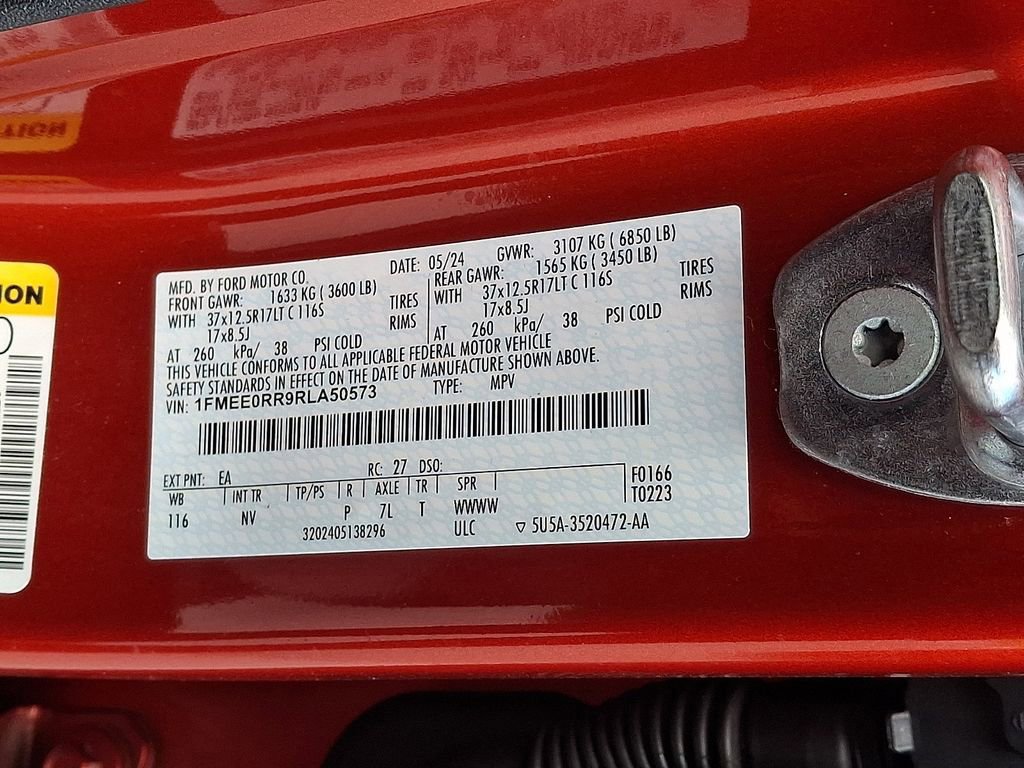 MFD. BY FORD MOTOR CO.
DATE: 05/24 GVWR: 3107 KG ( 6850 LB)
FRONT GAWR: 1633 KG ( 3600 LB)
WITH 37x12.5R17LT C 116S TIRES
17x8.5J RIMS
AT 260 kPa/ 38 PSI COLD
REAR GAWR: 1565 KG ( 3450 LB)
WITH 37x12.5R17LT C 116S TIRES
17x8.5J RIMS
AT 260 kPa/ 38 PSI COLD
THIS VEHICLE CONFORMS TO ALL APPLICABLE FEDERAL MOTOR VEHICLE
SAFETY STANDARDS IN EFFECT ON THE DATE OF MANUFACTURE SHOWN ABOVE.
VIN: 1FMEE0RR9RLA50573 TYPE: MPV
EXT PNT: EA RC: 27 DSO:
WB INT TR TP/PS R AXLE TR SPR F0166
116 NV P 7L T WWWW T0223
3202405138296 ULC ▽ 5U5A-3520472-AA